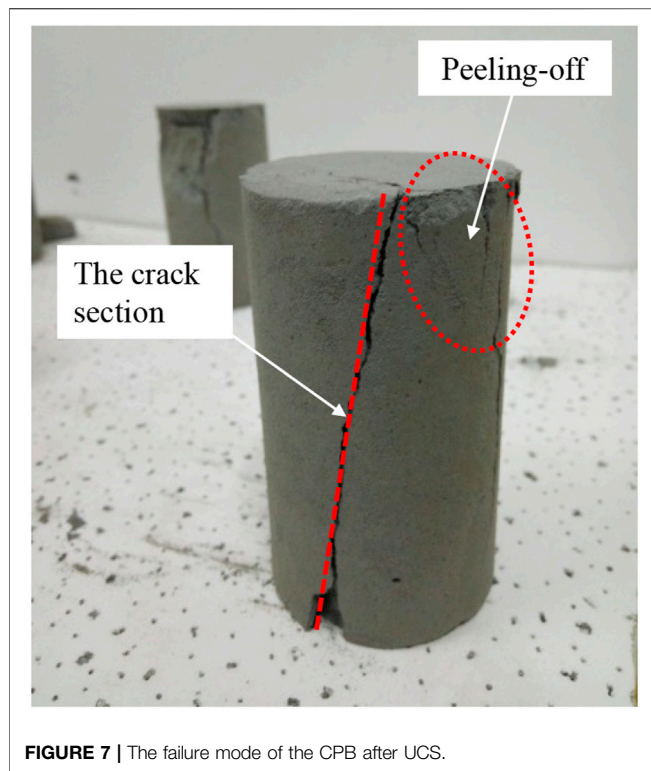 Peeling-off
The crack
section
FIGURE 7 | The failure mode of the CPB after UCS.